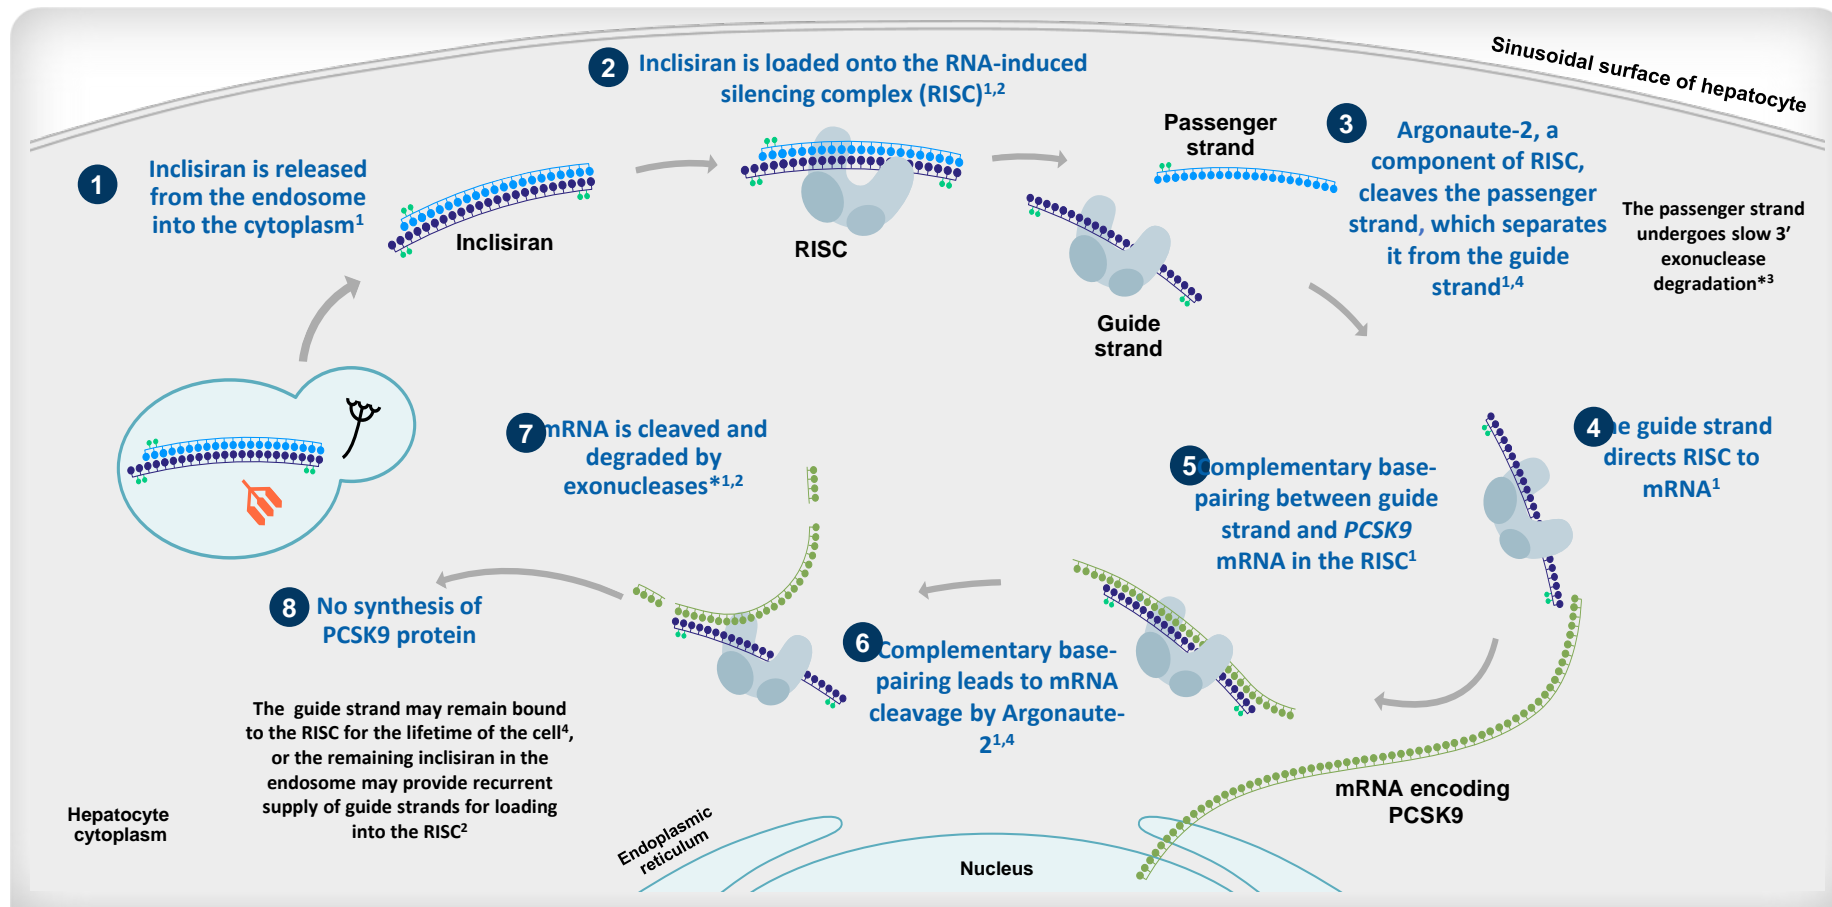 Sinusoidal surface of hepatocyte
1
Inclisiran is released
from the endosome
into the cytoplasm1
Inclisiran
2
Inclisiran is loaded onto the RNA-induced
silencing complex (RISC)1,2
RISC
Passenger
strand
Guide
strand
3
Argonaute-2, a
component of RISC,
cleaves the passenger
strand, which separates
it from the guide
strand1,4
The passenger strand
undergoes slow 3′
exonuclease
degradation*3
4
e guide strand
directs RISC to
mRNA1
5
omplementary base-
pairing between guide
strand and PCSK9
mRNA in the RISC1
6
Complementary base-
pairing leads to mRNA
cleavage by Argonaute-
21,4
7
mRNA is cleaved and
degraded by
exonucleases*1,2
8
No synthesis of
PCSK9 protein
The guide strand may remain bound
to the RISC for the lifetime of the cell4,
or the remaining inclisiran in the
endosome may provide recurrent
supply of guide strands for loading
into the RISC2
mRNA encoding
PCSK9
Hepatocyte
cytoplasm
Endoplasmic
reticulum
Nucleus